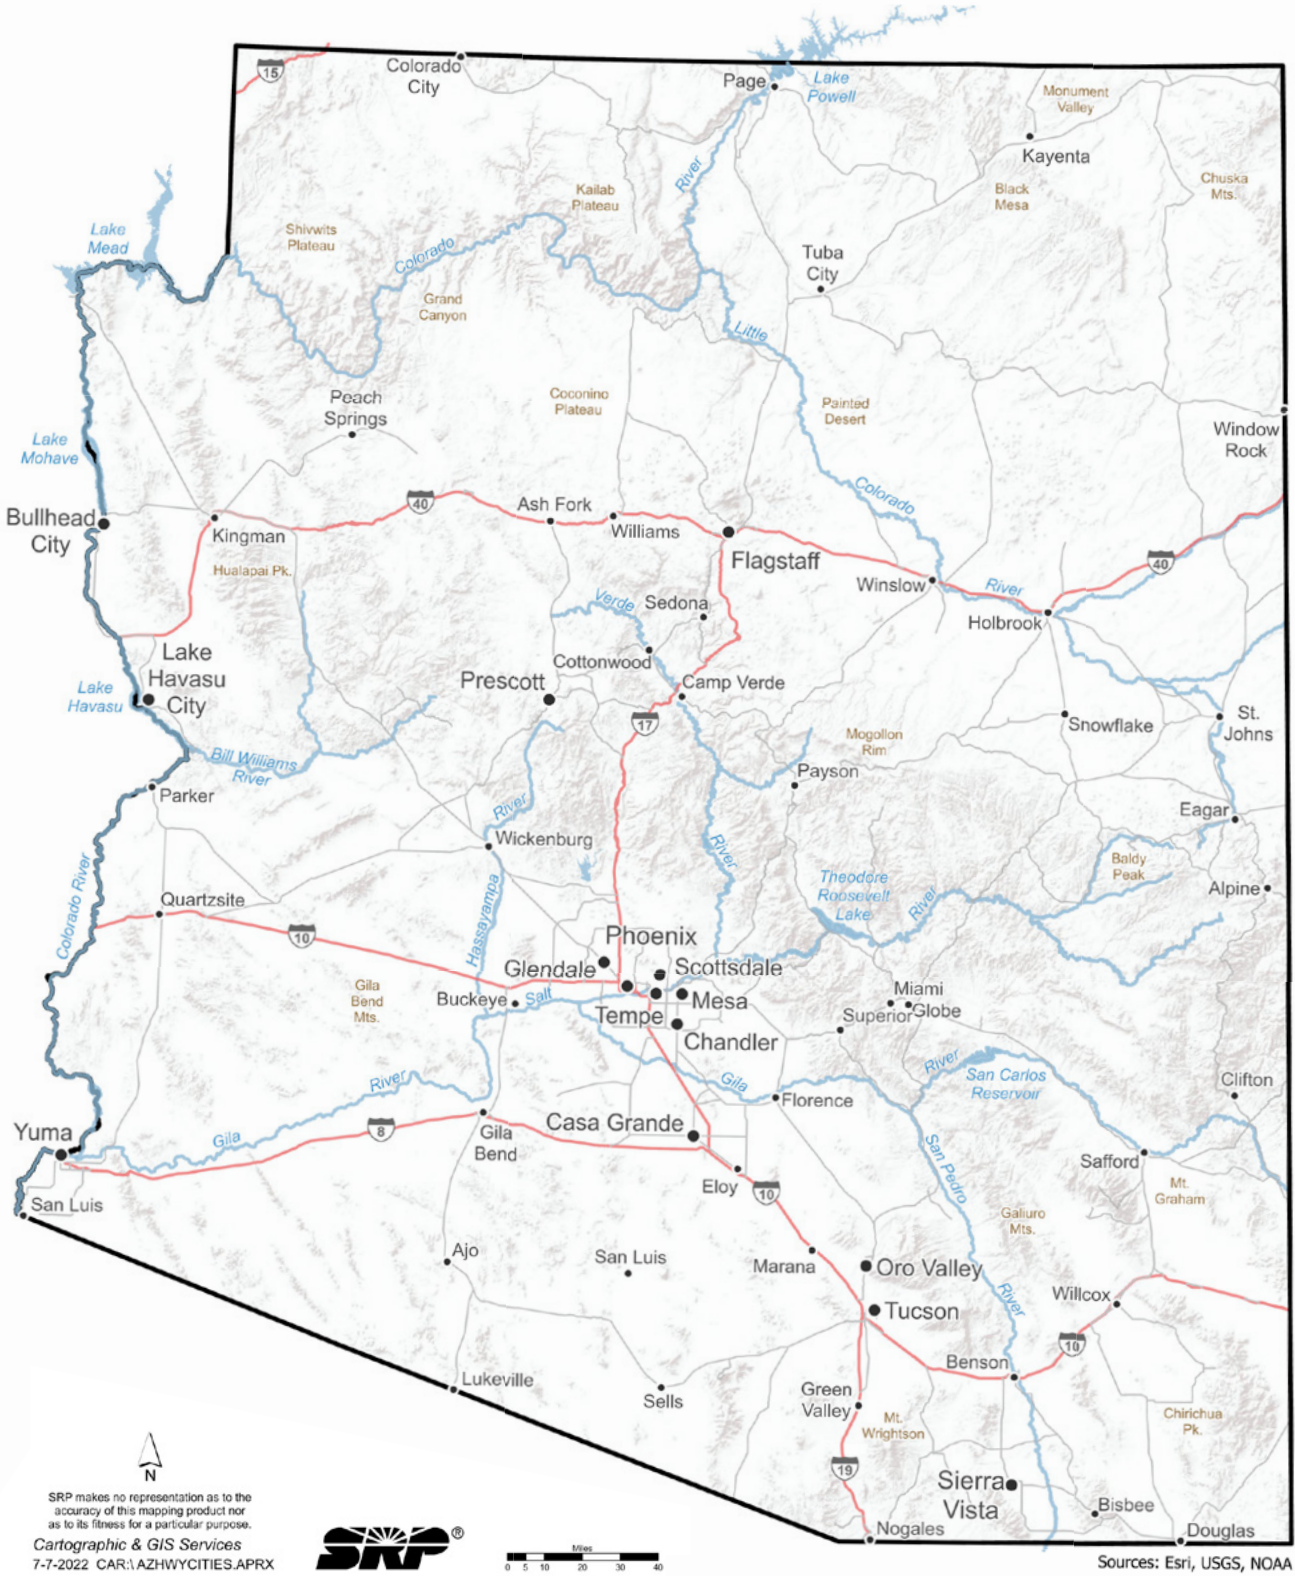 15
Colorado
City
Page
Lake
Powell
Monument
Valley
Kayenta
River
Kailab
Plateau
Black
Mesa
Chuska
Mts.
Lake
Mead
Shivwits
Plateau
Colorado
Tuba
City
Grand
Canyon
Little
Peach
Springs
Coconino
Plateau
Painted
Desert
Window
Rock
Lake
Mohave
Colorado
Bullhead
City
Kingman
40
Ash Fork
Williams
Flagstaff
Hualapai Pk.
Winslow
River
40
Holbrook
Verde
Sedona
Cottonwood
Lake
Havasu
City
Lake
Havasu
Prescott
Camp Verde
17
Mogollon
Rim
Snowflake
St.
Johns
Bill Williams
River
Parker
Payson
River
Wickenburg
River
Eagar
Baldy
Peak
Alpine
Colorado River
Quartzsite
10
Hassayampa
Theodore
Roosevelt
Lake
River
Phoenix
Glendale
Scottsdale
Gila
Bend
Mts.
Buckeye
Salt
Tempe
Mesa
Chandler
Miami
Superior
Globe
River
Gila
River
San Carlos
Reservoir
Clifton
Florence
Yuma
Gila
8
Gila
Bend
Casa Grande
San Pedro
Safford
Mt.
Graham
Eloy
10
San Luis
Galiuro
Mts.
Ajo
San Luis
Marana
Oro Valley
Tucson
River
Willcox
10
Benson
Lukeville
Sells
Green
Valley
Mt.
Wrightson
Chirichua
Pk.
19
Sierra
Vista
Bisbee
Nogales
Douglas
N
SRP makes no representation as to the
accuracy of this mapping product nor
as to its fitness for a particular purpose.
Cartographic & GIS Services
7-7-2022 CAR:\AZHWYCITIES.APRX
SRP®
Miles
0 5 10 20 30 40
Sources: Esri, USGS, NOAA